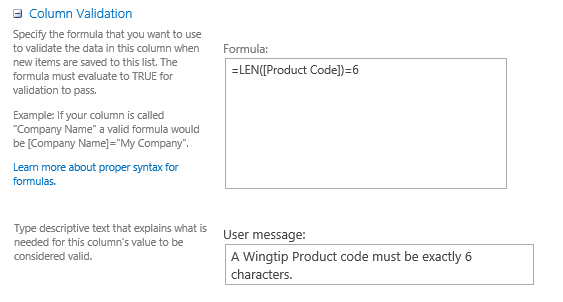 Column Validation
Specify the formula that you want to use
to validate the data in this column when
new items are saved to this list. The
formula must evaluate to TRUE for
validation to pass.
Example: If your column is called
"Company Name" a valid formula would
be [Company Name]="My Company".
Learn more about proper syntax for
formulas.
Formula:
=LEN([Product Code])=6
Type descriptive text that explains what is
needed for this column's value to be
considered valid.
User message:
A Wingtip Product code must be exactly 6
characters.